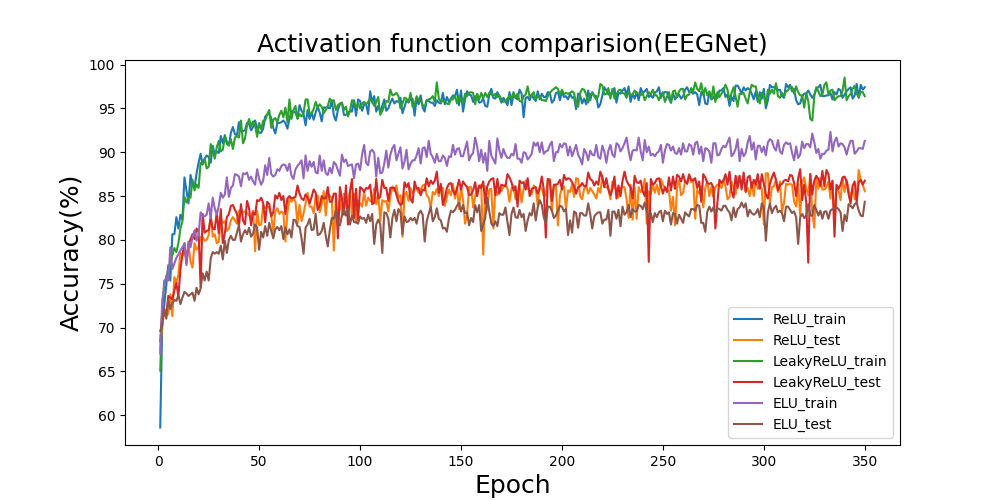 Activation function comparision(EEGNet)
Accuracy(%)
100
95
90
85
80
75
70
65
60
0 50 100 150 200 250 300 350
Epoch
ReLU_train
ReLU_test
LeakyReLU_train
LeakyReLU_test
ELU_train
ELU_test